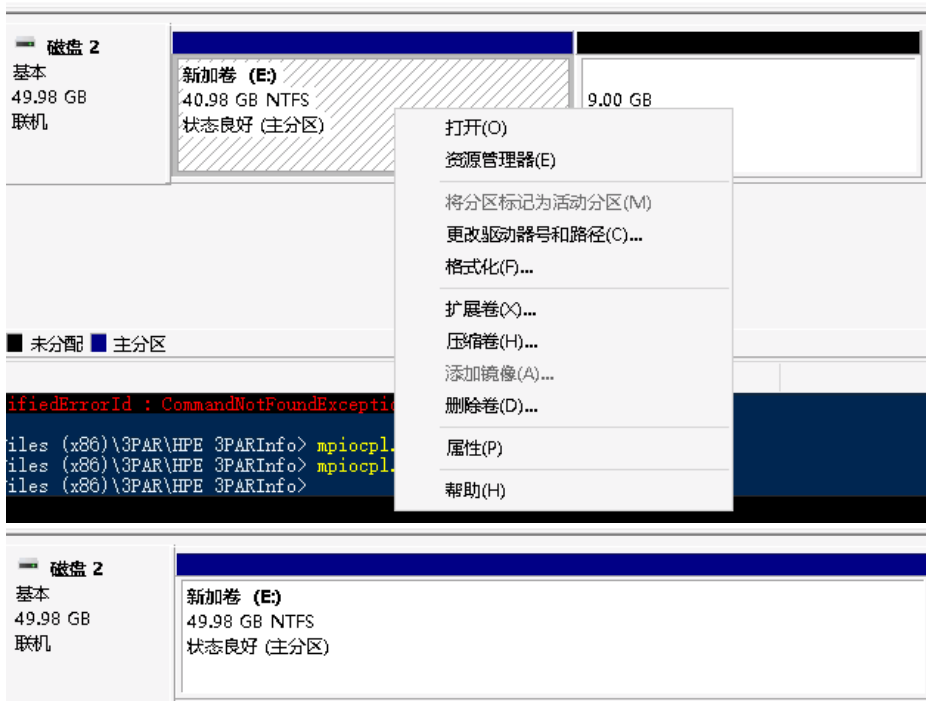 磁盘 2
基本
49.98 GB
联机
新加卷 (E:)
40.98 GB NTFS
状态良好 (主分区)
9.00 GB
打开(O)
资源管理器(E)
将分区标记为活动分区(M)
更改驱动器号和路径(C)...
格式化(F)...
扩展卷(X)...
压缩卷(H)...
添加镜像(A)...
删除卷(D)...
属性(P)
帮助(H)
未分配 主分区
ifiedErrorId : CommandNotFoundExceptio
iles (x86)\3PAR\HPE 3PARInfo> mpiocpl.
iles (x86)\3PAR\HPE 3PARInfo> mpiocpl.
iles (x86)\3PAR\HPE 3PARInfo>
磁盘 2
基本
49.98 GB
联机
新加卷 (E:)
49.98 GB NTFS
状态良好 (主分区)